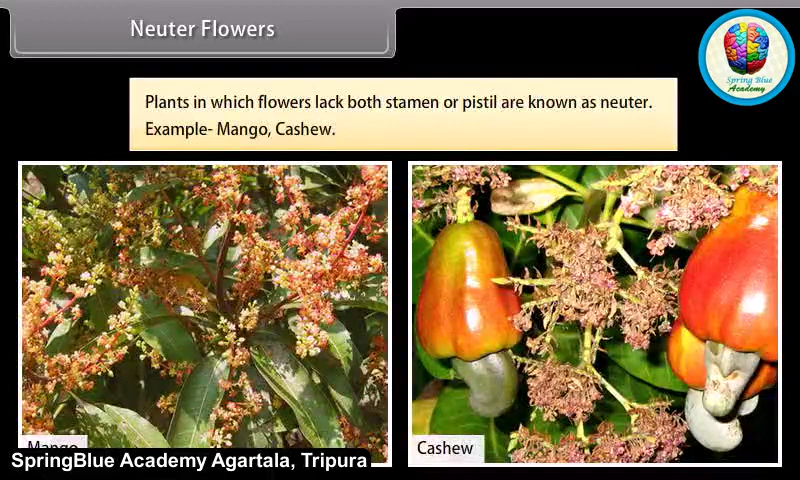 Neuter Flowers
Spring Blue
Academy
Plants in which flowers lack both stamen or pistil are known as neuter.
Example- Mango, Cashew.
Mango
Cashew
SpringBlue Academy Agartala, Tripura